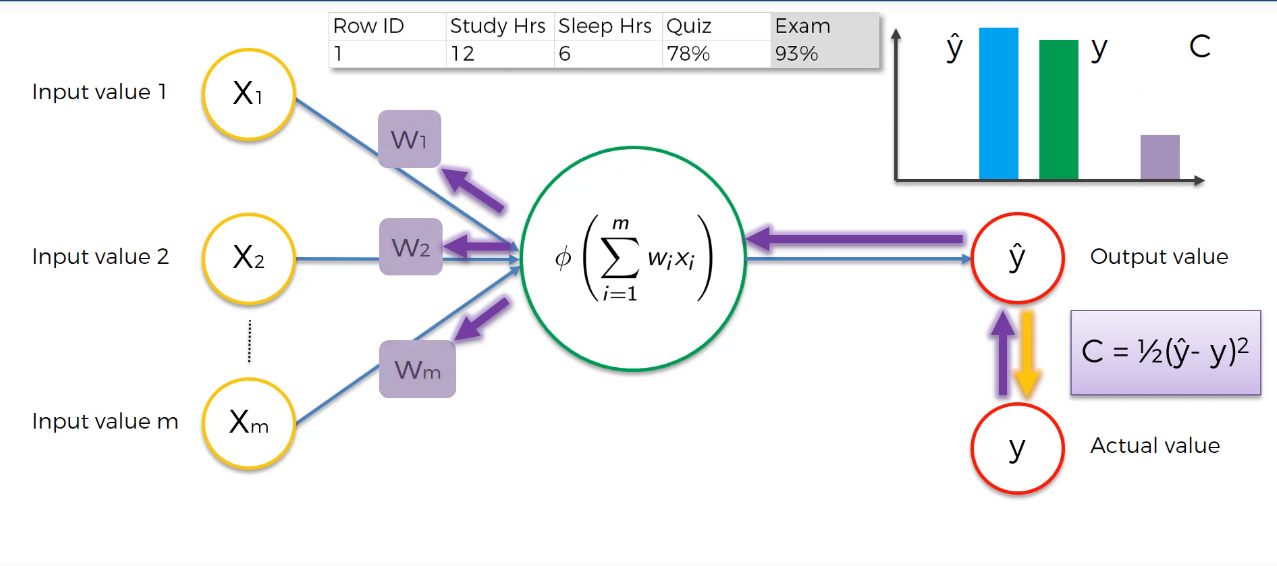 Row ID Study Hrs Sleep Hrs Quiz Exam
1 12 6 78% 93%
ŷ y C
Input value 1 X1 W1
Input value 2 X2 W2
ϕ(∑ᵢ₌₁ᵐ wᵢxᵢ)
ŷ Output value
C = ½(ŷ- y)²
Input value m Xm Wm
y Actual value